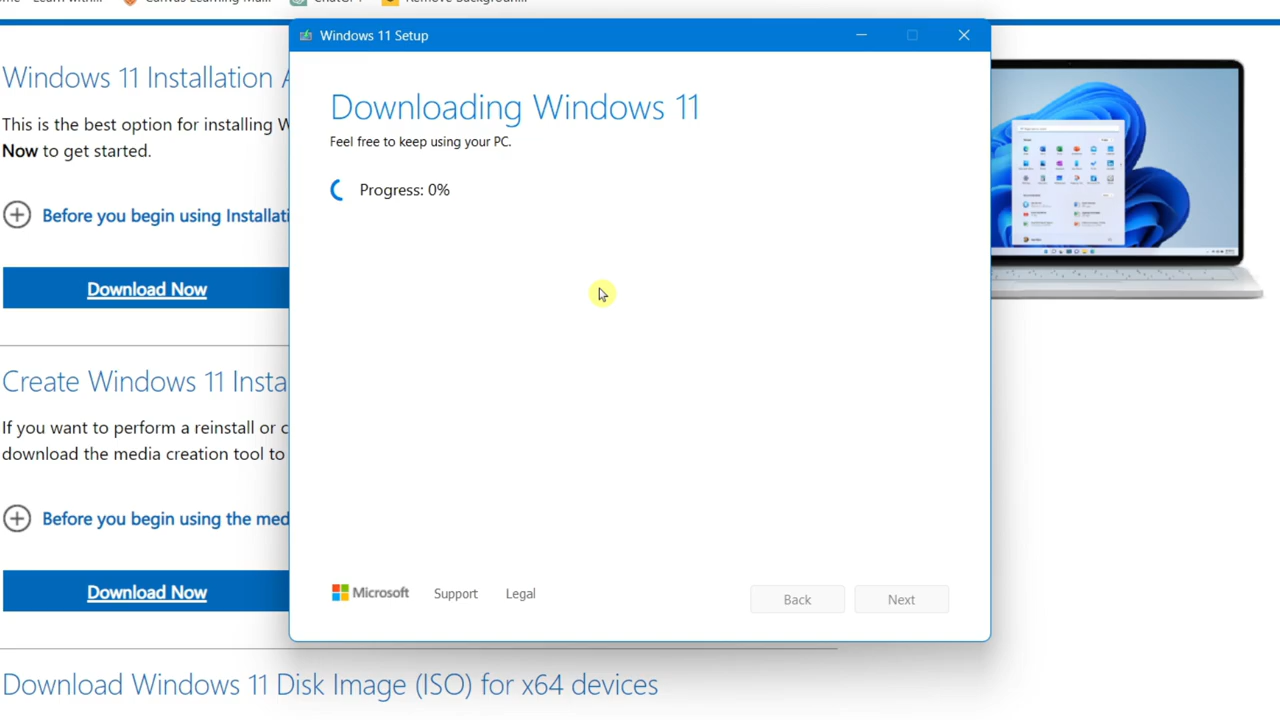 Windows 11 Setup
Downloading Windows 11
Feel free to keep using your PC.
Progress: 0%
Microsoft Support Legal
Back Next
Windows 11 Installation
This is the best option for installing
Now to get started.
Before you begin using
Download Now
Create Windows 11
If you want to perform a reinstall or
download the media creation tool to
Before you begin using the
Download Now
Download Windows 11 Disk Image (ISO) for x64 devices